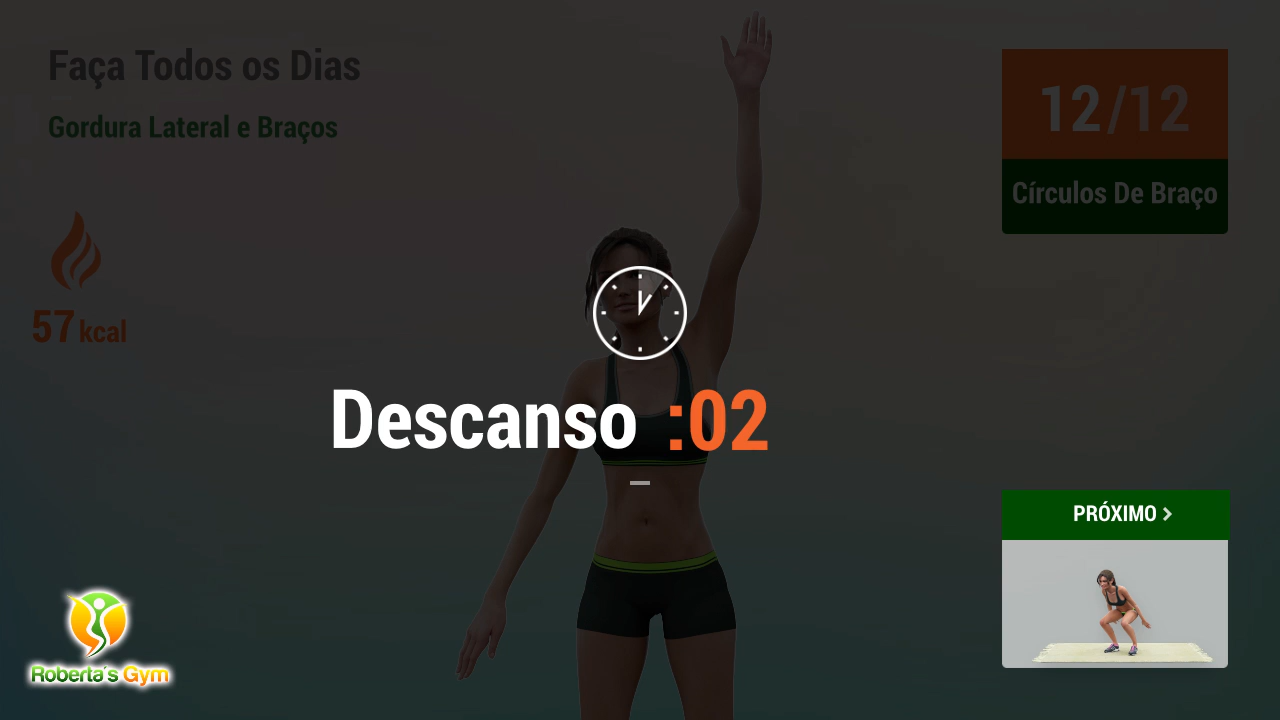 Faça Todos os Dias
Gordura Lateral e Braços
12/12
Círculos De Braço
57 kcal
Descanso :02
PRÓXIMO >
Roberta´s Gym